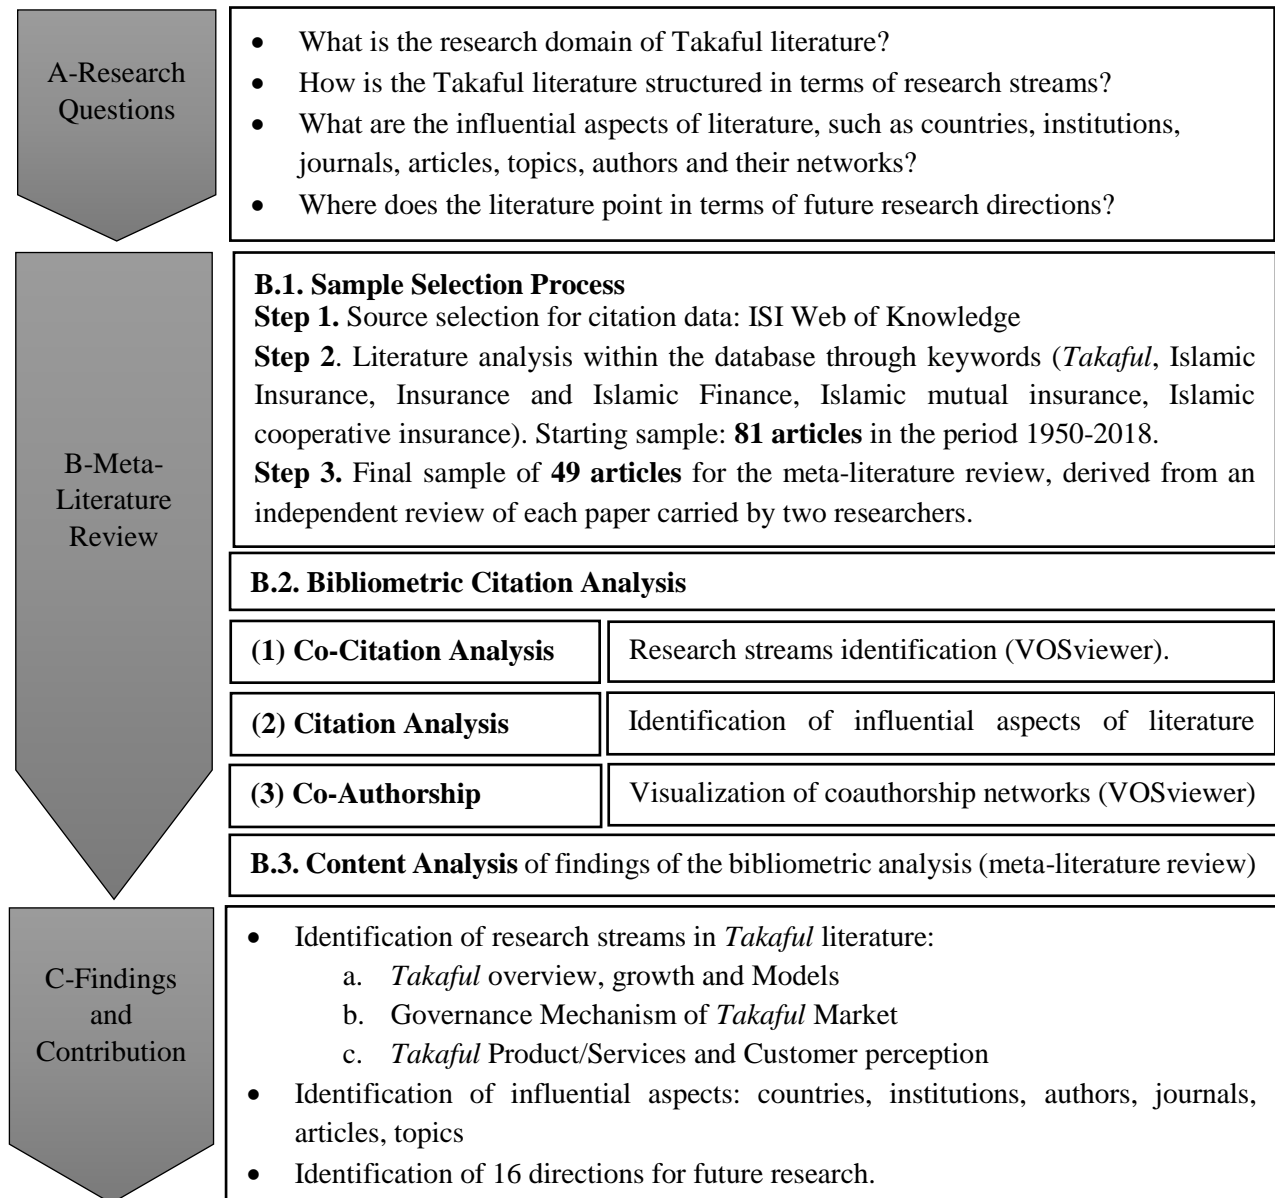 A-Research
Questions
• What is the research domain of Takaful literature?
• How is the Takaful literature structured in terms of research streams?
• What are the influential aspects of literature, such as countries, institutions,
journals, articles, topics, authors and their networks?
• Where does the literature point in terms of future research directions?
B-Meta-
Literature
Review
B.1. Sample Selection Process
Step 1. Source selection for citation data: ISI Web of Knowledge
Step 2. Literature analysis within the database through keywords (Takaful, Islamic
Insurance, Insurance and Islamic Finance, Islamic mutual insurance, Islamic
cooperative insurance). Starting sample: 81 articles in the period 1950-2018.
Step 3. Final sample of 49 articles for the meta-literature review, derived from an
independent review of each paper carried by two researchers.
B.2. Bibliometric Citation Analysis
(1) Co-Citation Analysis
Research streams identification (VOSviewer).
(2) Citation Analysis
Identification of influential aspects of literature
(3) Co-Authorship
Visualization of coauthorship networks (VOSviewer)
B.3. Content Analysis of findings of the bibliometric analysis (meta-literature review)
C-Findings
and
Contribution
• Identification of research streams in Takaful literature:
a. Takaful overview, growth and Models
b. Governance Mechanism of Takaful Market
c. Takaful Product/Services and Customer perception
• Identification of influential aspects: countries, institutions, authors, journals,
articles, topics
• Identification of 16 directions for future research.